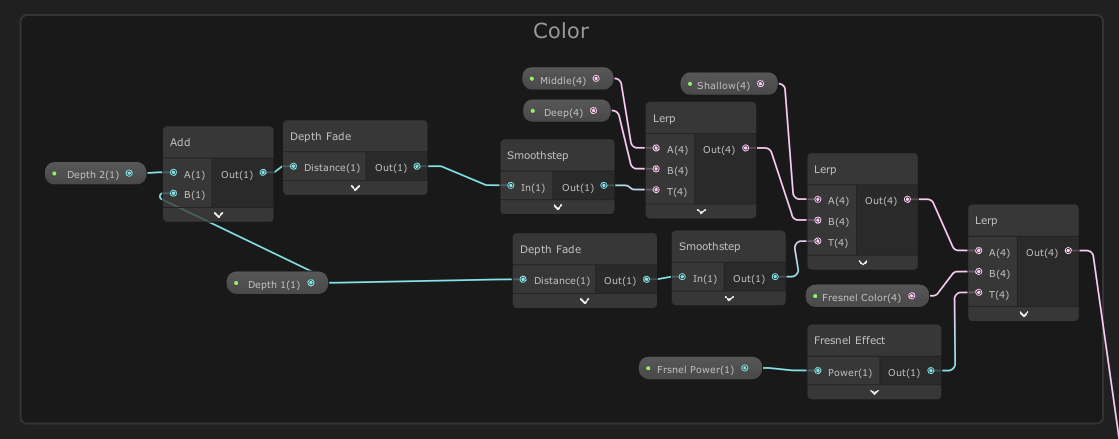 Color
Middle(4)
Shallow(4)
Deep(4)
Lerp
A(4) Out(4)
B(4)
T(4)
Add
Depth 2(1)
A(1) Out(1)
B(1)
Depth Fade
Distance(1) Out(1)
Smoothstep
In(1) Out(1)
Lerp
A(4) Out(4)
B(4)
T(4)
Depth 1(1)
Depth Fade
Distance(1) Out(1)
Smoothstep
In(1) Out(1)
Lerp
A(4) Out(4)
B(4)
T(4)
Fresnel Color(4)
Fresnel Effect
Frsnel Power(1)
Power(1) Out(1)